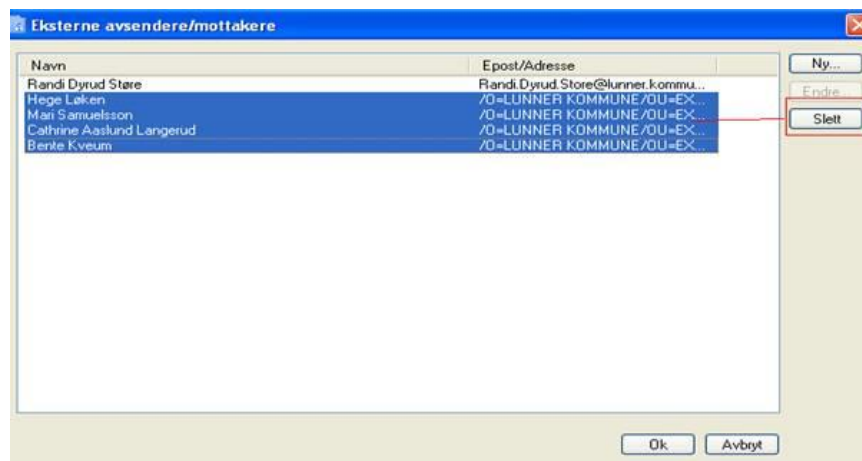 Eksterne avsendere/mottakere
Navn Epost/Adresse Ny...
Randi Dyrud Støre Randi.Dyrud.Store@lunner.kommu...
Endre...
Hege Løken /O=LUNNER KOMMUNE/OU=EX...
Mari Samuelsson /O=LUNNER KOMMUNE/OU=EX...
Slett
Cathrine Aaslund Langerud /O=LUNNER KOMMUNE/OU=EX...
Bente Kveum /O=LUNNER KOMMUNE/OU=EX...
Ok Avbryt